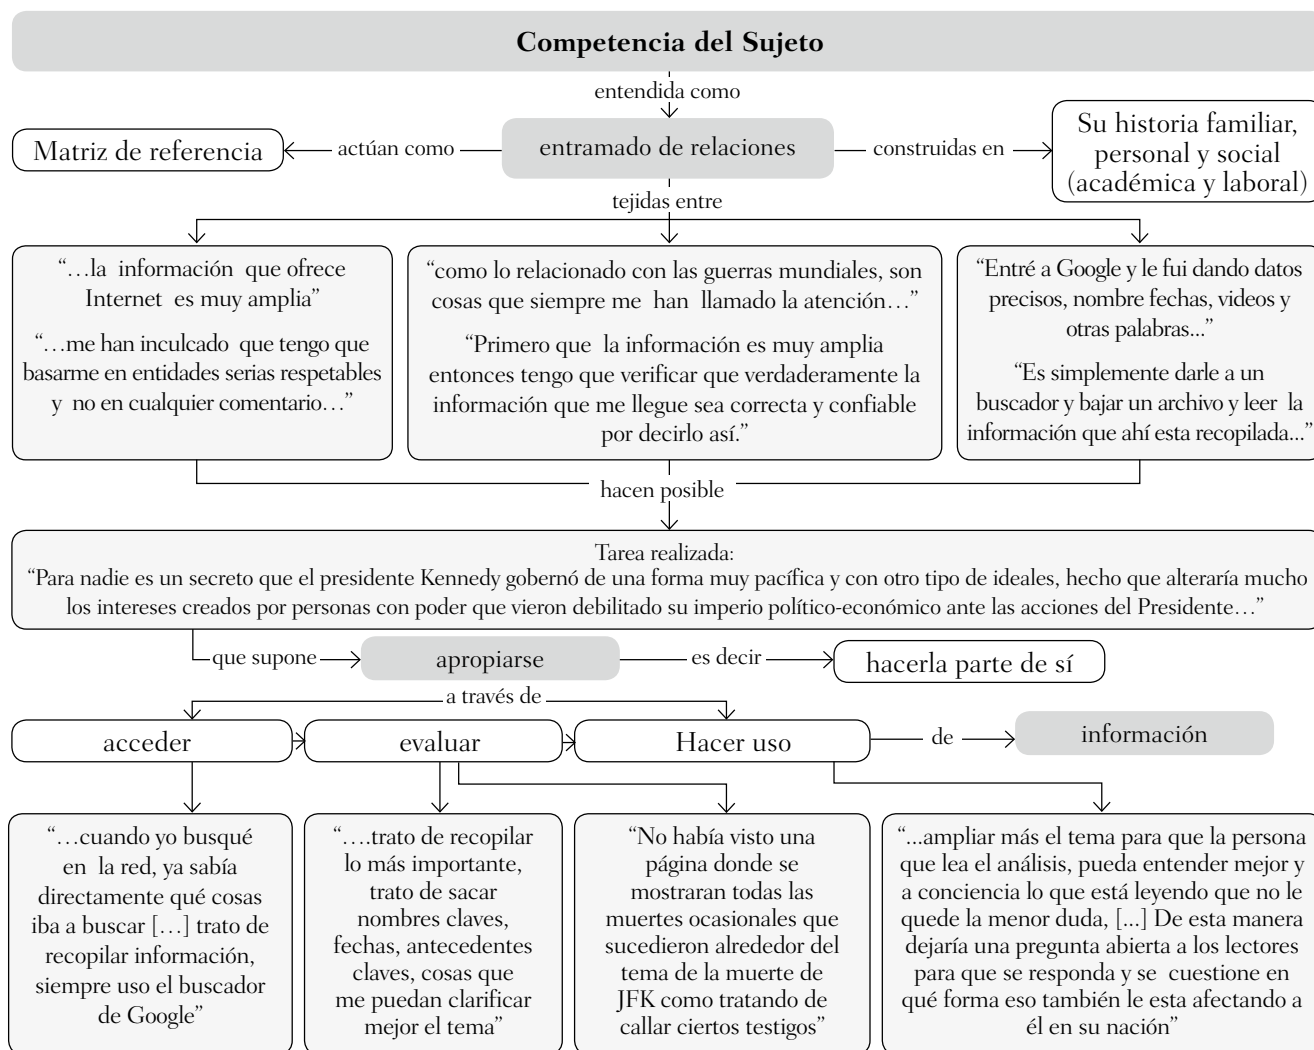 Competencia del Sujeto
entendida como
Matriz de referencia
actúan como
entramado de relaciones
construidas en
Su historia familiar,
personal y social
(académica y laboral)
tejidas entre
“…la información que ofrece
Internet es muy amplia”
“…me han inculcado que tengo que
basarme en entidades serias respetables
y no en cualquier comentario…”
“como lo relacionado con las guerras mundiales, son
cosas que siempre me han llamado la atención…”
“Primero que la información es muy amplia
entonces tengo que verificar que verdaderamente la
información que me llegue sea correcta y confiable
por decirlo así.”
“Entré a Google y le fui dando datos
precisos, nombre fechas, videos y
otras palabras...”
“Es simplemente darle a un
buscador y bajar un archivo y leer la
información que ahí esta recopilada...”
hacen posible
Tarea realizada:
“Para nadie es un secreto que el presidente Kennedy gobernó de una forma muy pacífica y con otro tipo de ideales, hecho que alteraría mucho
los intereses creados por personas con poder que vieron debilitado su imperio político-económico ante las acciones del Presidente…”
que supone
apropiarse
es decir
hacerla parte de sí
a través de
acceder
evaluar
Hacer uso
de
información
“…cuando yo busqué
en la red, ya sabía
directamente qué cosas
iba a buscar […] trato de
recopilar información,
siempre uso el buscador
de Google”
“….trato de recopilar
lo más importante,
trato de sacar
nombres claves,
fechas, antecedentes
claves, cosas que
me puedan clarificar
mejor el tema”
“No había visto una
página donde se
mostraran todas las
muertes ocasionales que
sucedieron alrededor del
tema de la muerte de
JFK como tratando de
callar ciertos testigos”
“...ampliar más el tema para que la persona
que lea el análisis, pueda entender mejor y
a conciencia lo que está leyendo que no le
quede la menor duda, [...] De esta manera
dejaría una pregunta abierta a los lectores
para que se responda y se cuestione en
qué forma eso también le esta afectando a
él en su nación”